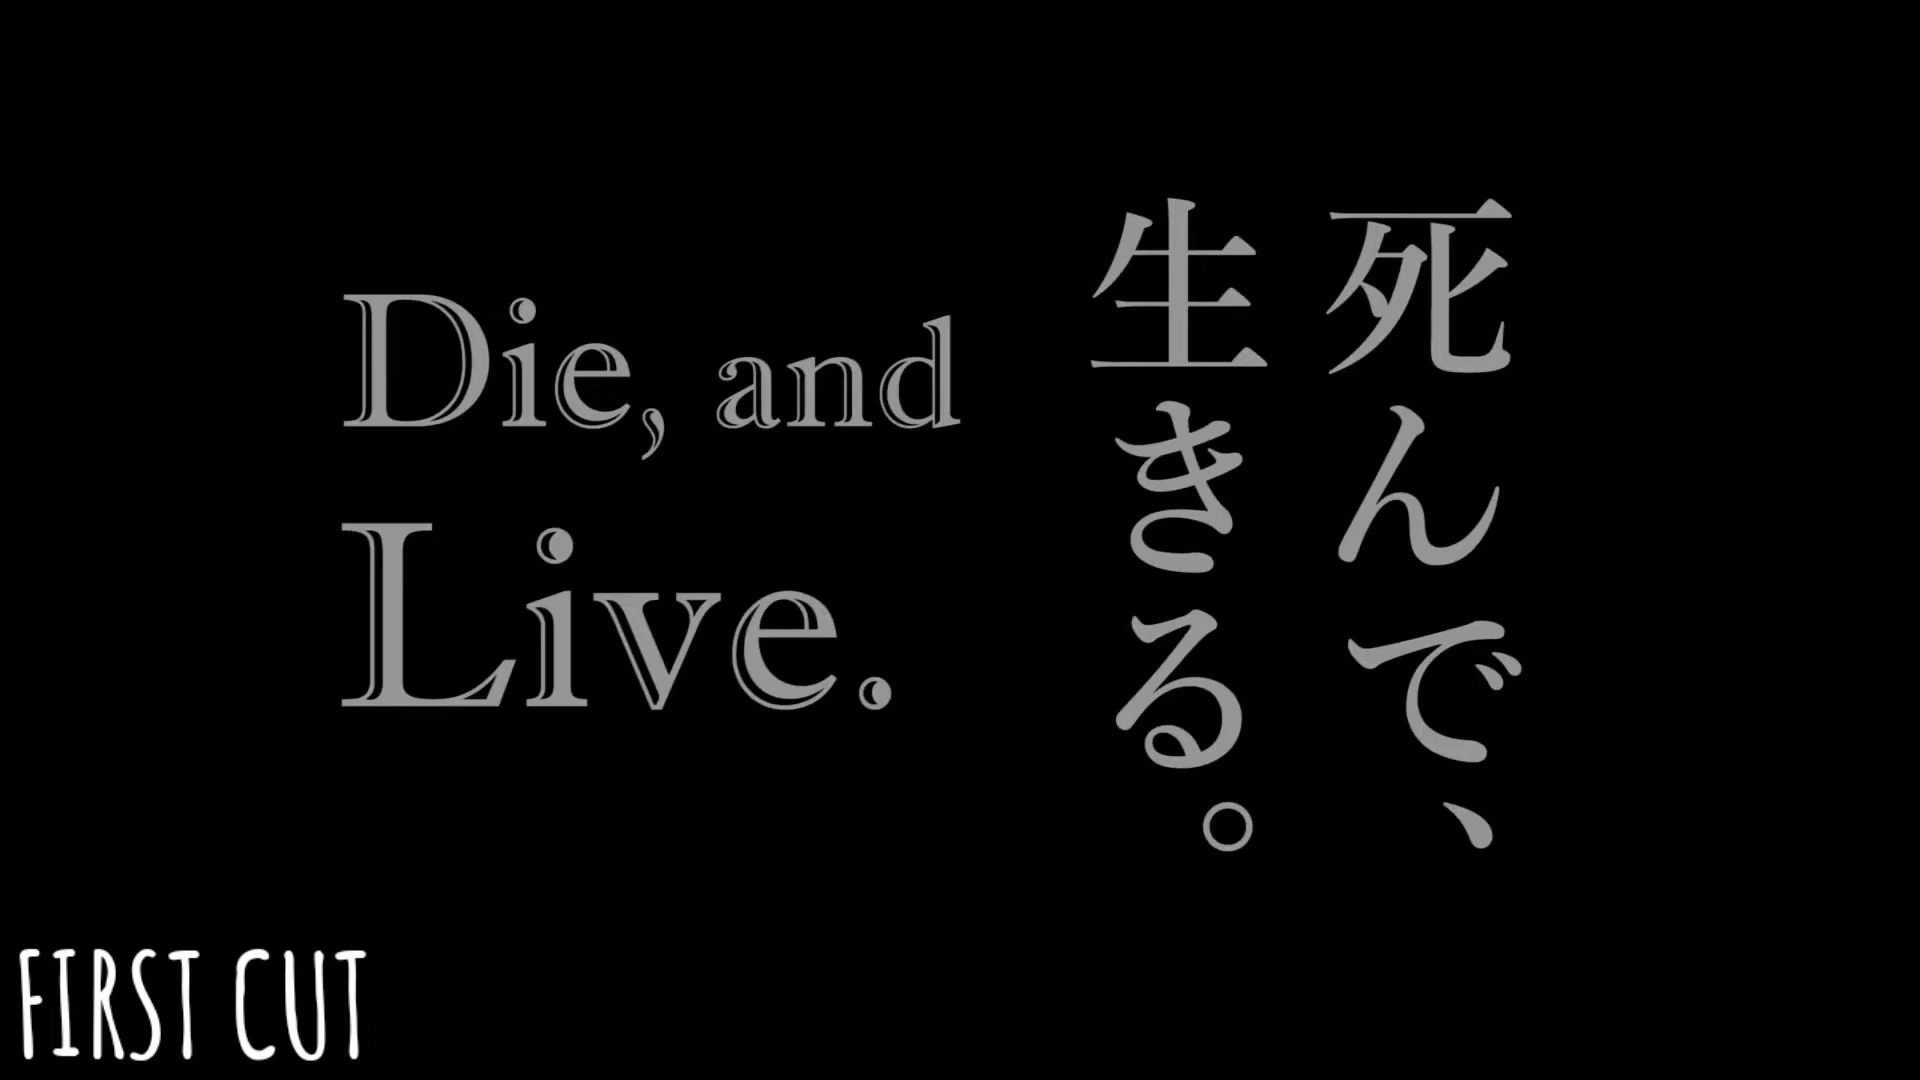 Die, and
Live.
死んで、
生きる。
FIRST CUT